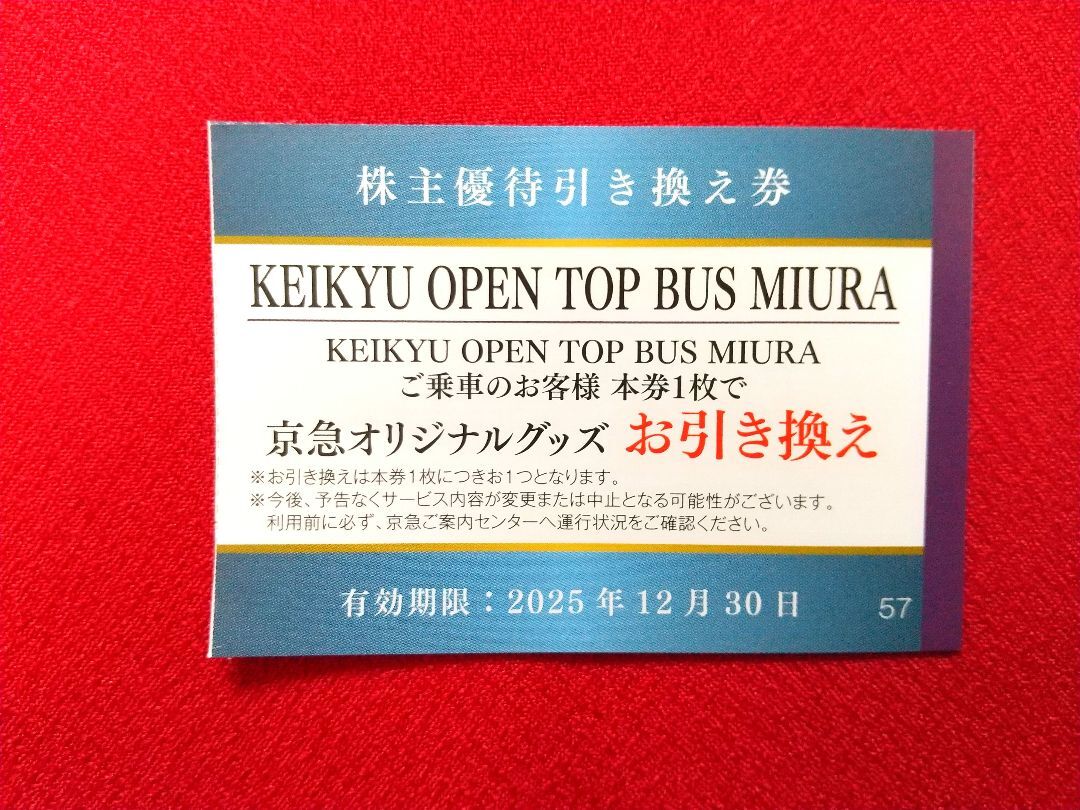 株主優待引き換え券
KEIKYU OPEN TOP BUS MIURA
KEIKYU OPEN TOP BUS MIURA
ご乗車のお客様 本券1枚で
京急オリジナルグッズ お引き換え
※お引き換えは本券1枚につきお1つとなります。
※今後、予告なくサービス内容が変更または中止となる可能性がございます。
利用前に必ず、京急ご案内センターへ運行状況をご確認ください。
有効期限：2025年12月30日
57